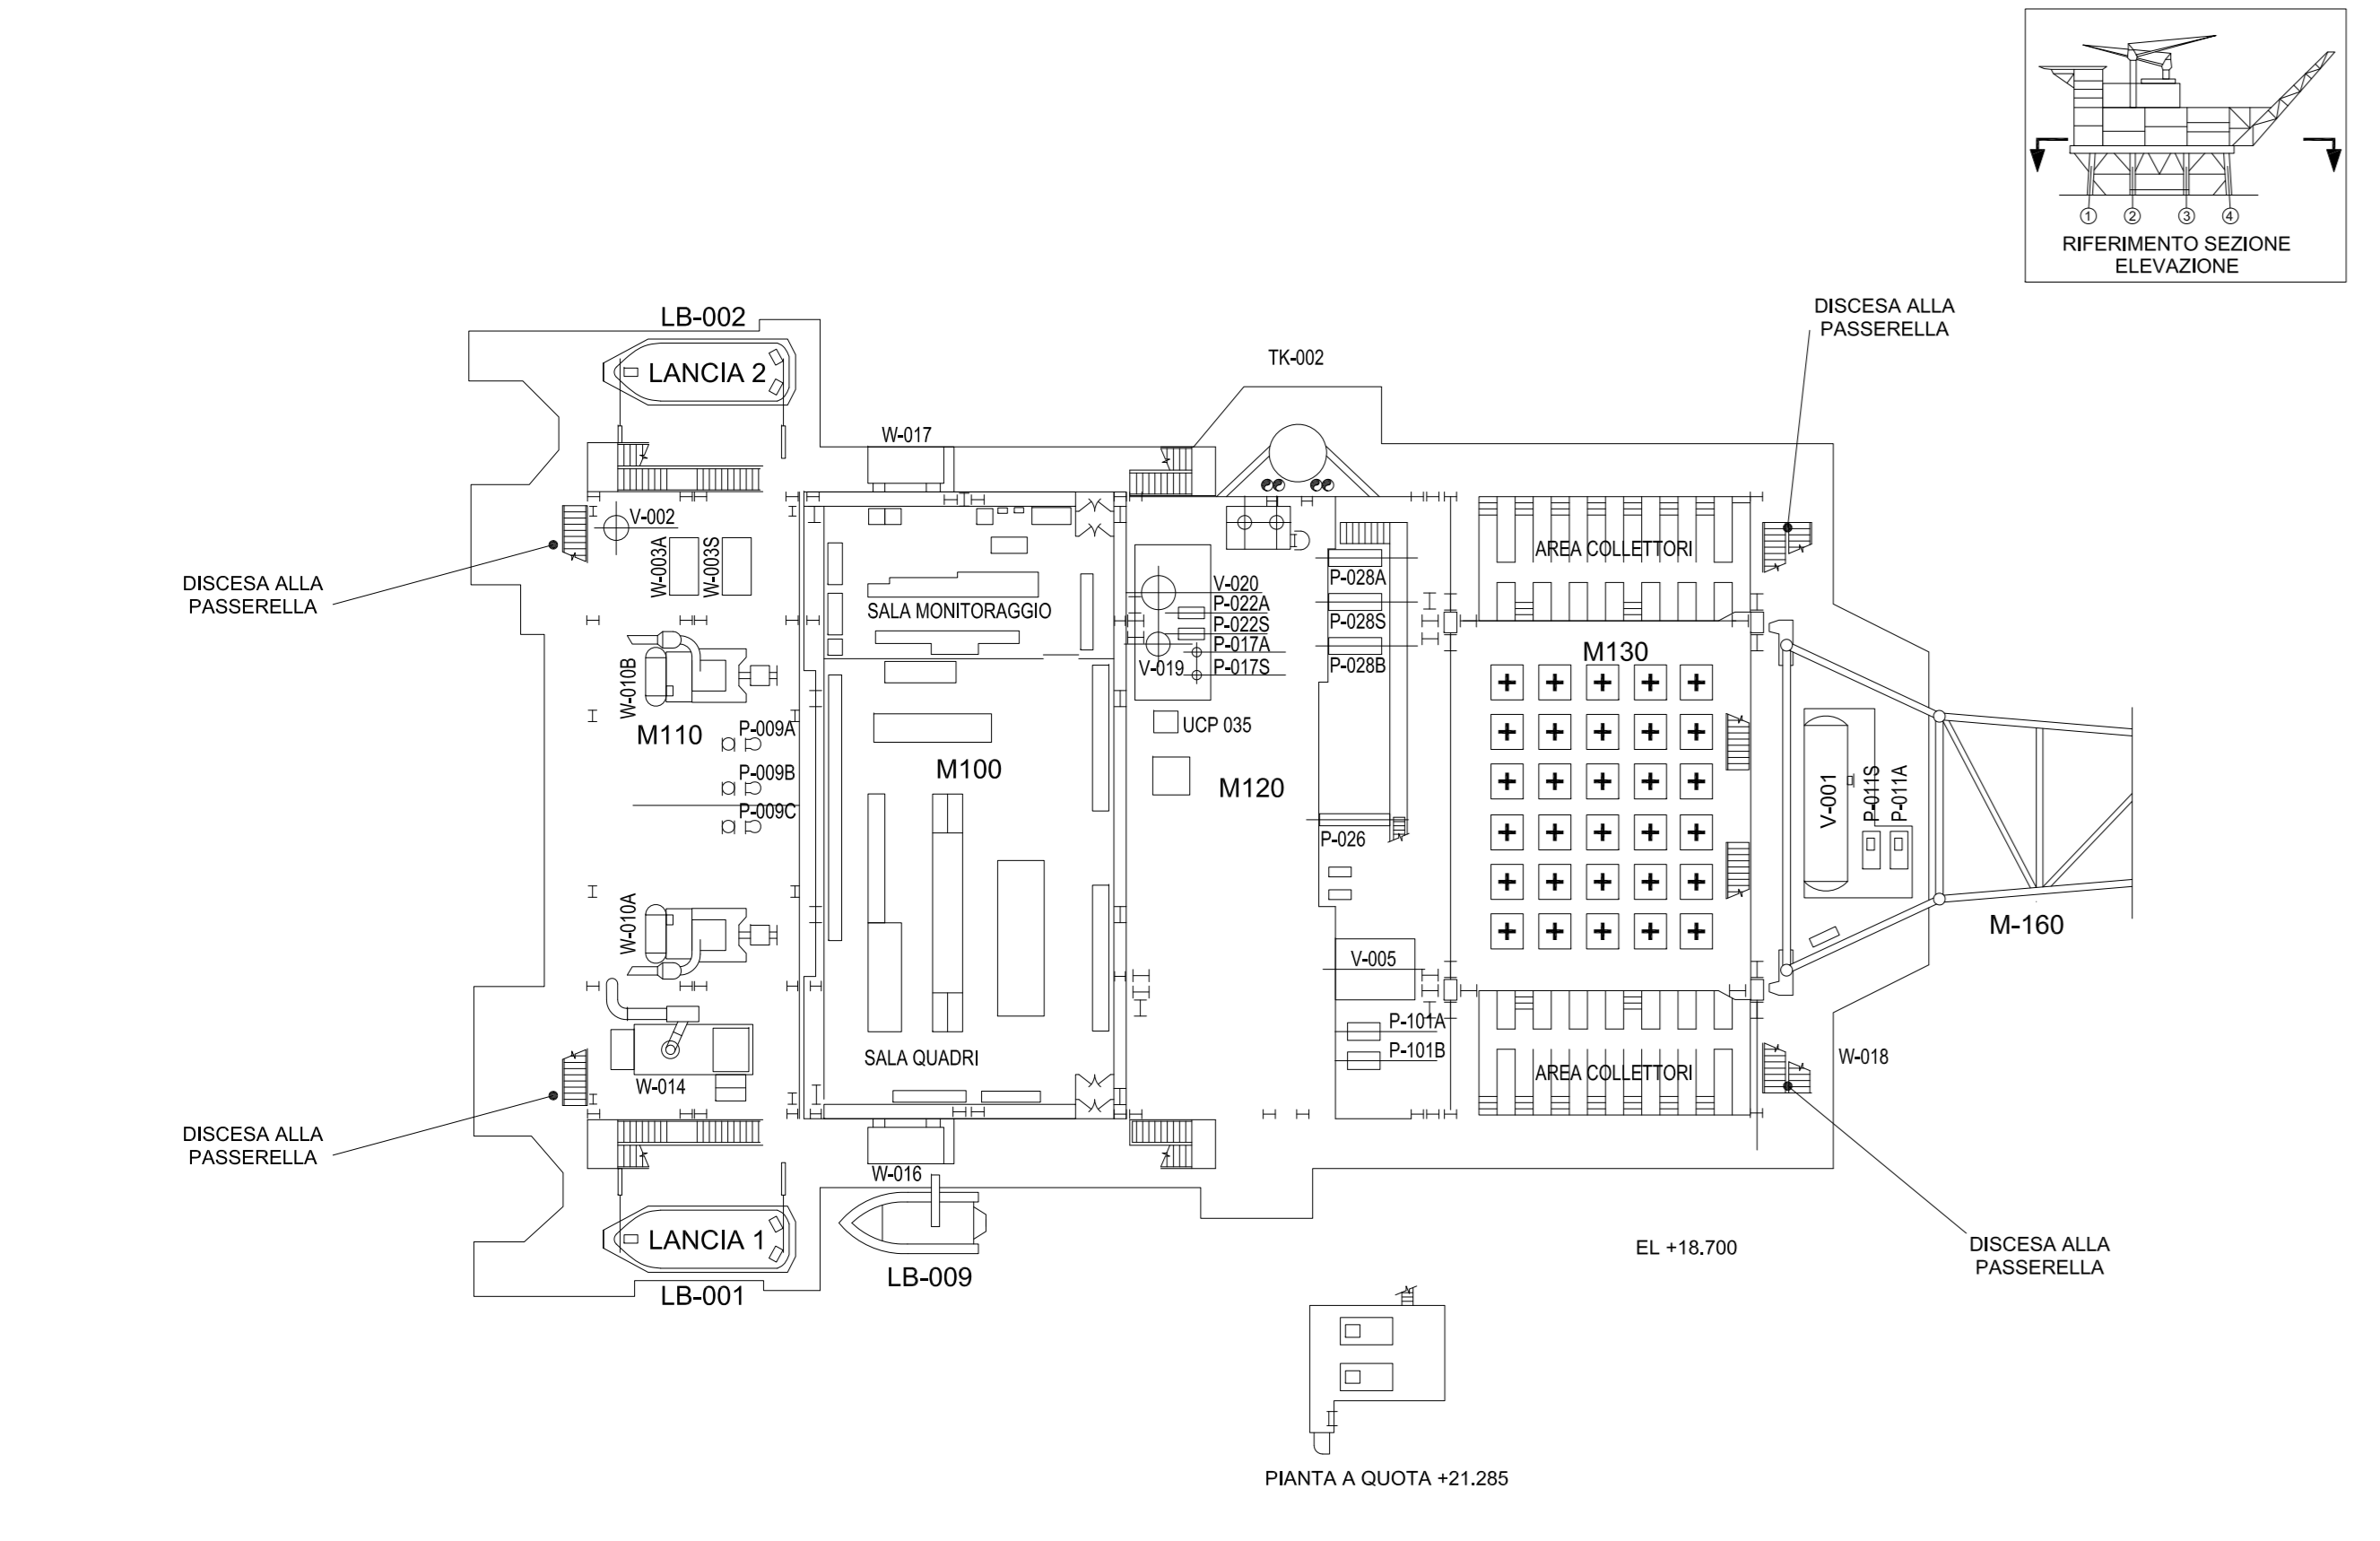 1 2 3 4
RIFERIMENTO SEZIONE
ELEVAZIONE
DISCESA ALLA
PASSERELLA
LB-002
LANCIA 2
TK-002
W-017
V-002
W-003A
W-003S
DISCESA ALLA
PASSERELLA
SALA MONITORAGGIO
V-020
P-022A
P-022S
P-017A
P-017S
V-019
P-028A
P-028S
P-028B
AREA COLLETTORI
M130
W-010B
M110
P-009A
P-009B
P-009C
M100
UCP 035
M120
P-026
V-001
P-011S
P-011A
M-160
W-010A
V-005
P-101A
P-101B
SALA QUADRI
W-014
AREA COLLETTORI
W-018
DISCESA ALLA
PASSERELLA
W-016
LANCIA 1
LB-001
LB-009
EL +18.700
DISCESA ALLA
PASSERELLA
PIANTA A QUOTA +21.285